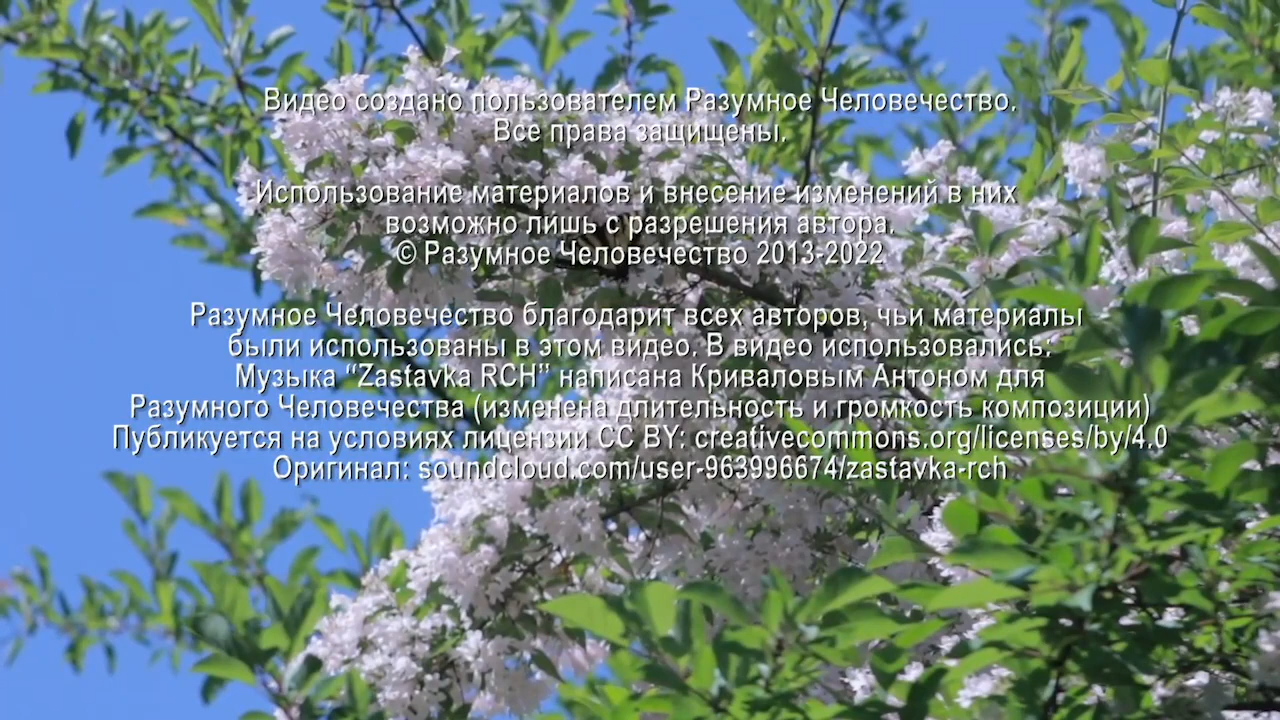 Видео создано пользователем Разумное Человечество.
Все права защищены.
Использование материалов и внесение изменений в них
возможно лишь с разрешения автора.
© Разумное Человечество 2013-2022
Разумное Человечество благодарит всех авторов, чьи материалы
были использованы в этом видео. В видео использовались:
Музыка “Zastavka RCH” написана Криваловым Антоном для
Разумного Человечества (изменена длительность и громкость композиции)
Публикуется на условиях лицензии CC BY: creativecommons.org/licenses/by/4.0
Оригинал: soundcloud.com/user-963996674/zastavka-rch